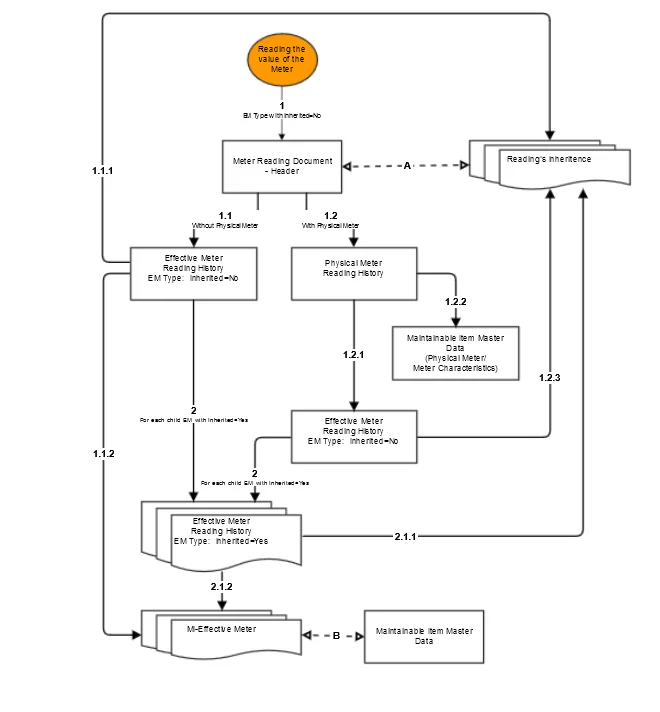 Reading the
value of the
Meter
1
EM Type with Inherited=No
Meter Reading Document
- Header
A
Reading's Inheritence
1.1.1
1.1
Without Physical Meter
1.2
With Physical Meter
Effective Meter
Reading History
EM Type: Inherited=No
Physical Meter
Reading History
1.2.2
Maintainable Item Master
Data
(Physical Meter/
Meter Characteristics)
1.2.1
1.2.3
2
For each child EM with Inherited=Yes
Effective Meter
Reading History
EM Type: Inherited=No
1.1.2
2
For each child EM with Inherited=Yes
Effective Meter
Reading History
EM Type: Inherited=Yes
2.1.1
2.1.2
MI-Effective Meter
B
Maintainable Item Master
Data